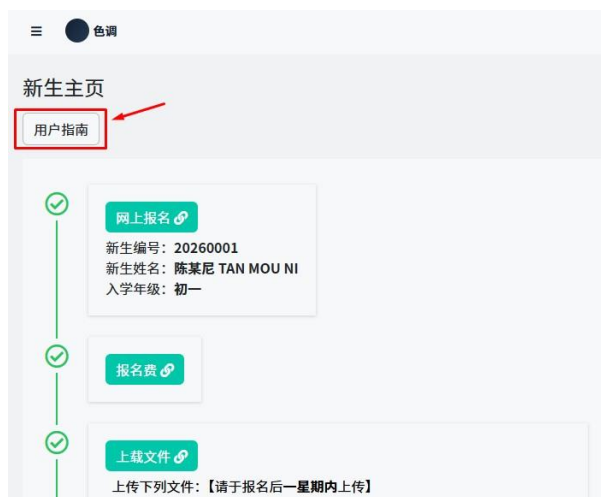 色调
新生主页
用户指南
网上报名
新生编号：20260001
新生姓名：陈某尼 TAN MOU NI
入学年级：初一
报名费
上载文件
上传下列文件：【请于报名后一星期内上传】